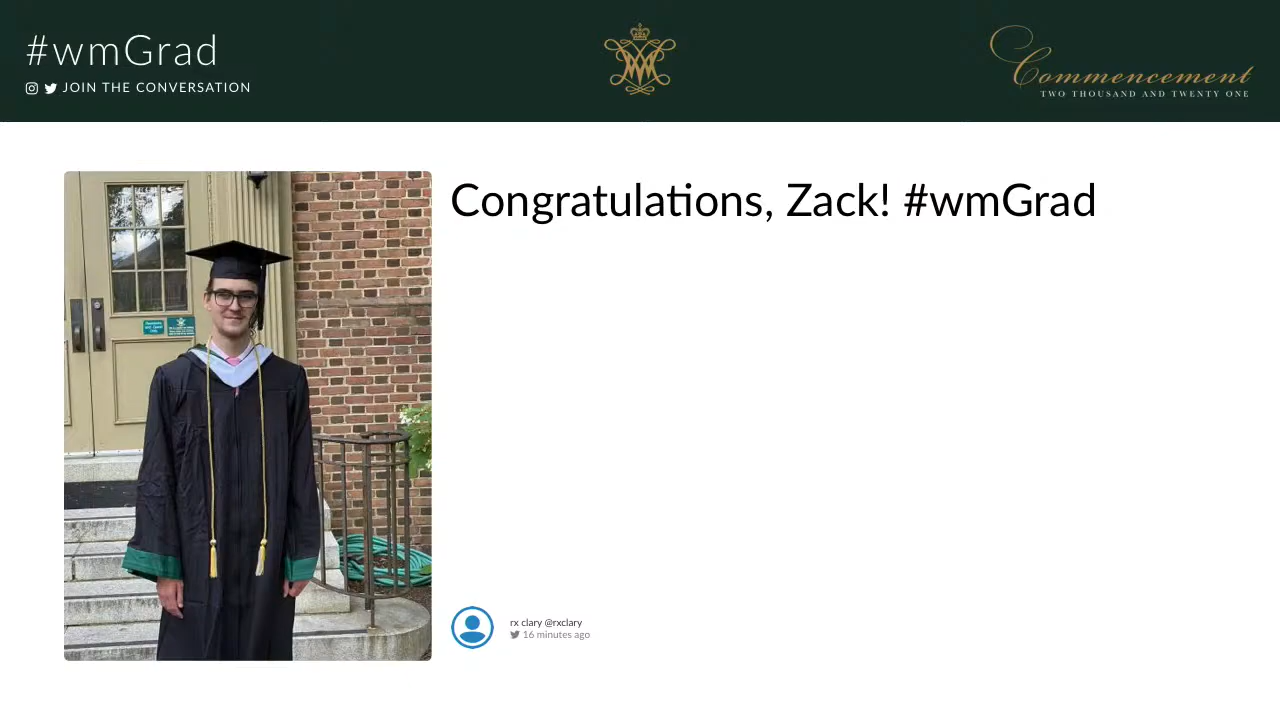 #wmGrad
JOIN THE CONVERSATION
Commencement
TWO THOUSAND AND TWENTY ONE
Congratulations, Zack! #wmGrad
rx clary @rxclary
16 minutes ago